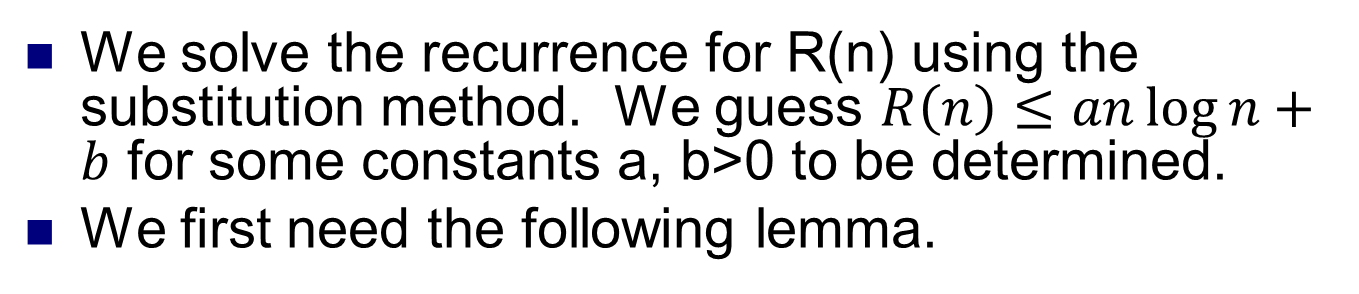 ■ We solve the recurrence for R(n) using the
substitution method.  We guess 𝑅(𝑛) ≤ 𝑎𝑛 log 𝑛 +
𝑏 for some constants a, b>0 to be determined.
■ We first need the following lemma.